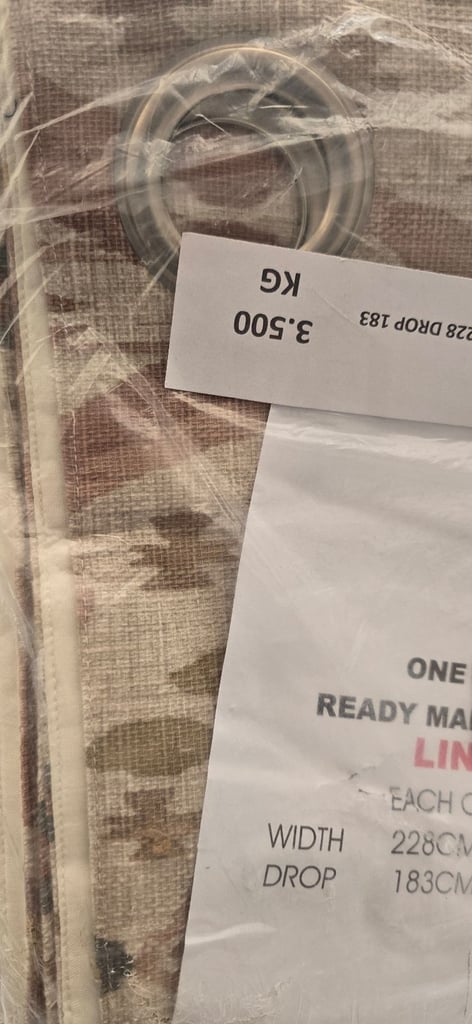 3.500
KG
228 DROP 183
ONE
READY MA
LIN
EACH C
WIDTH 228CM
DROP 183CM